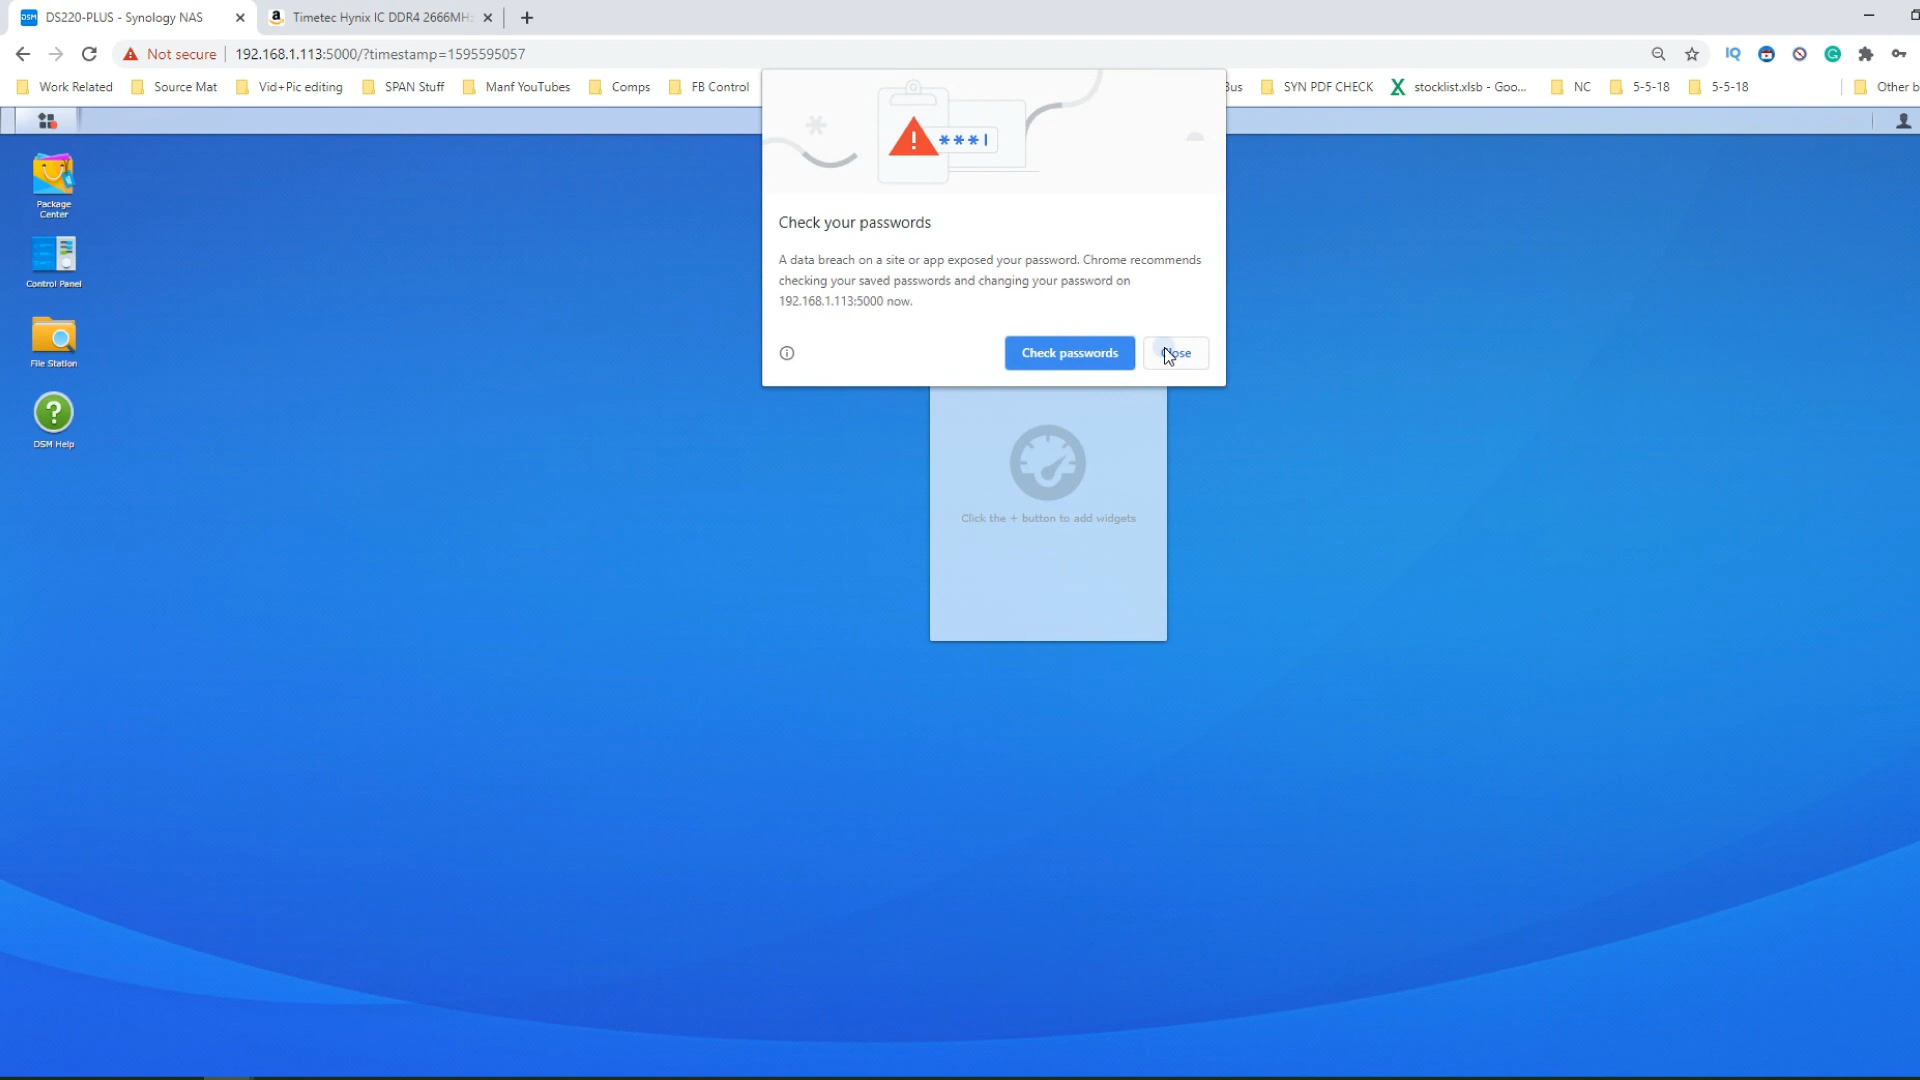 DSM DS220-PLUS - Synology NAS
a Timetec Hynix IC DDR4 2666MH
Not secure 192.168.1.113:5000/?timestamp=1595595057
IQ
Work Related Source Mat Vid+Pic editing SPAN Stuff Manf YouTubes Comps FB Control SYN PDF CHECK stocklist.xlsb - Goo... NC 5-5-18 5-5-18 Other b
***
Package
Center
Control Panel
File Station
DSM Help
Check your passwords
A data breach on a site or app exposed your password. Chrome recommends
checking your saved passwords and changing your password on
192.168.1.113:5000 now.
Check passwords Close
Click the + button to add widgets